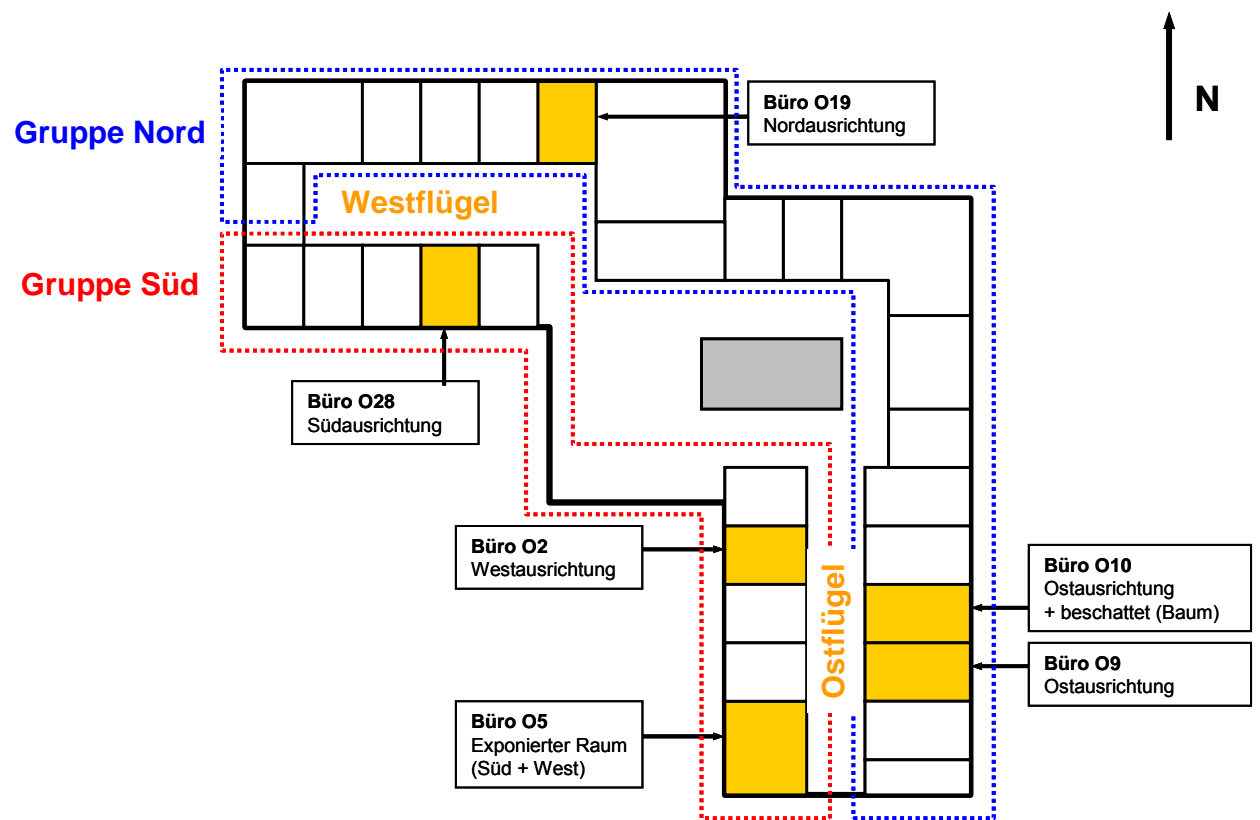 N
Gruppe Nord
Büro O19
Nordausrichtung
Westflügel
Gruppe Süd
Büro O28
Südausrichtung
Büro O2
Westausrichtung
Ostflügel
Büro O10
Ostausrichtung
+ beschattet (Baum)
Büro O9
Ostausrichtung
Büro O5
Exponierter Raum
(Süd + West)